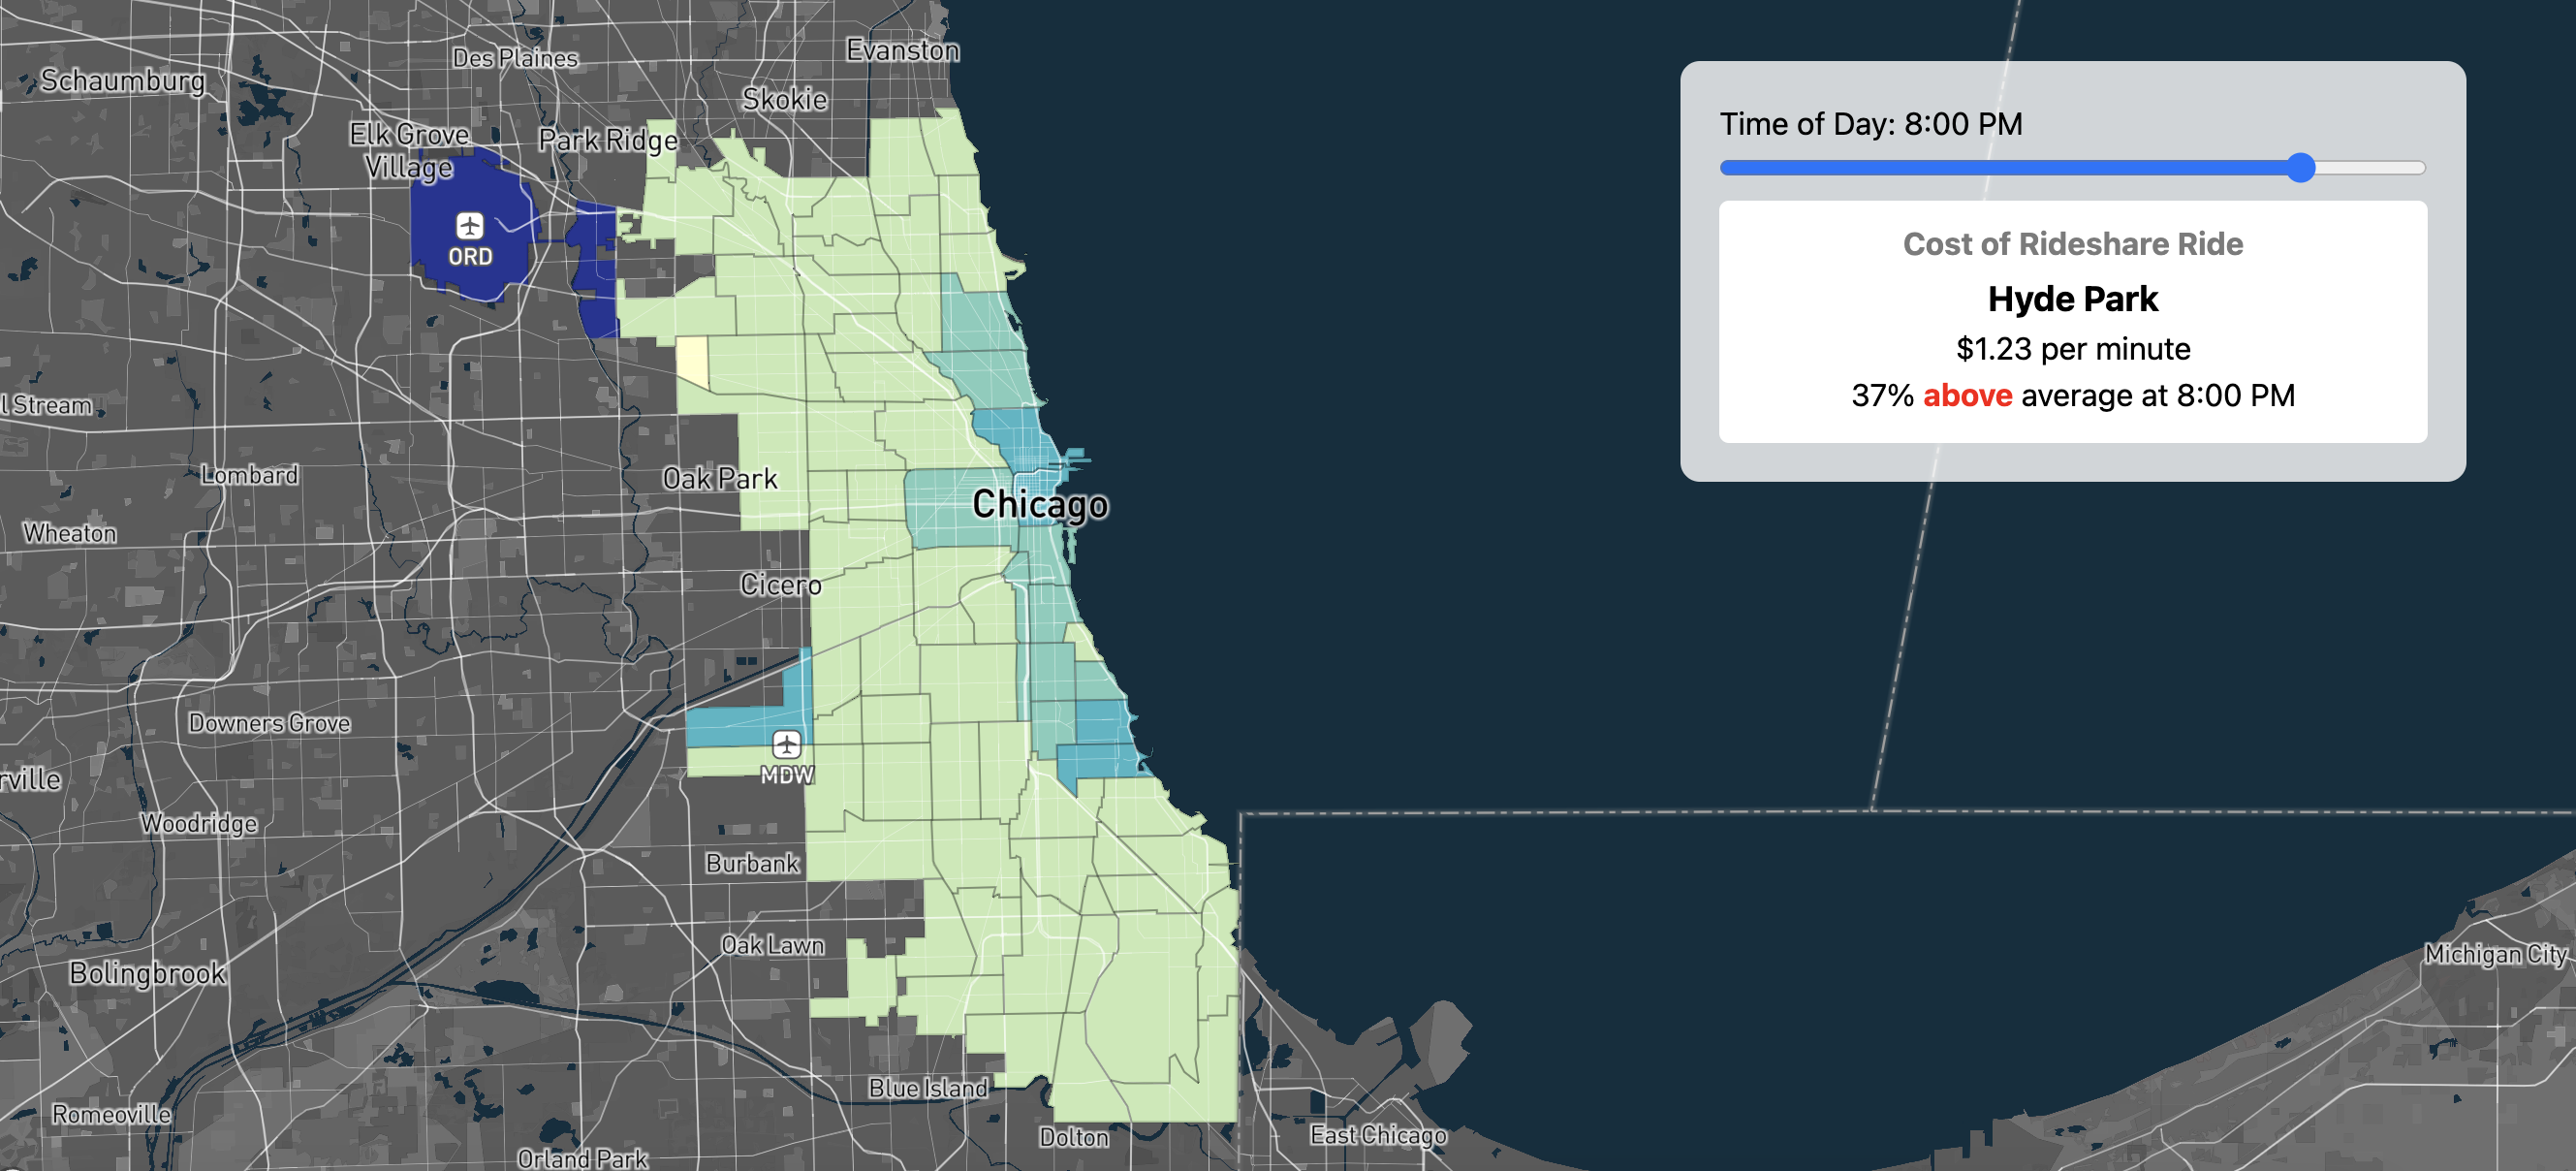 Evanston
Des Plaines
Schaumburg
Skokie
Elk Grove
Village
Park Ridge
ORD
l Stream
Lombard
Oak Park
Chicago
Wheaton
Cicero
Downers Grove
MDW
rville
Woodridge
Burbank
Oak Lawn
Bolingbrook
Michigan City
Blue Island
Romeoville
Dolton
East Chicago
Orland Park
Time of Day: 8:00 PM
Cost of Rideshare Ride
Hyde Park
$1.23 per minute
37% above average at 8:00 PM